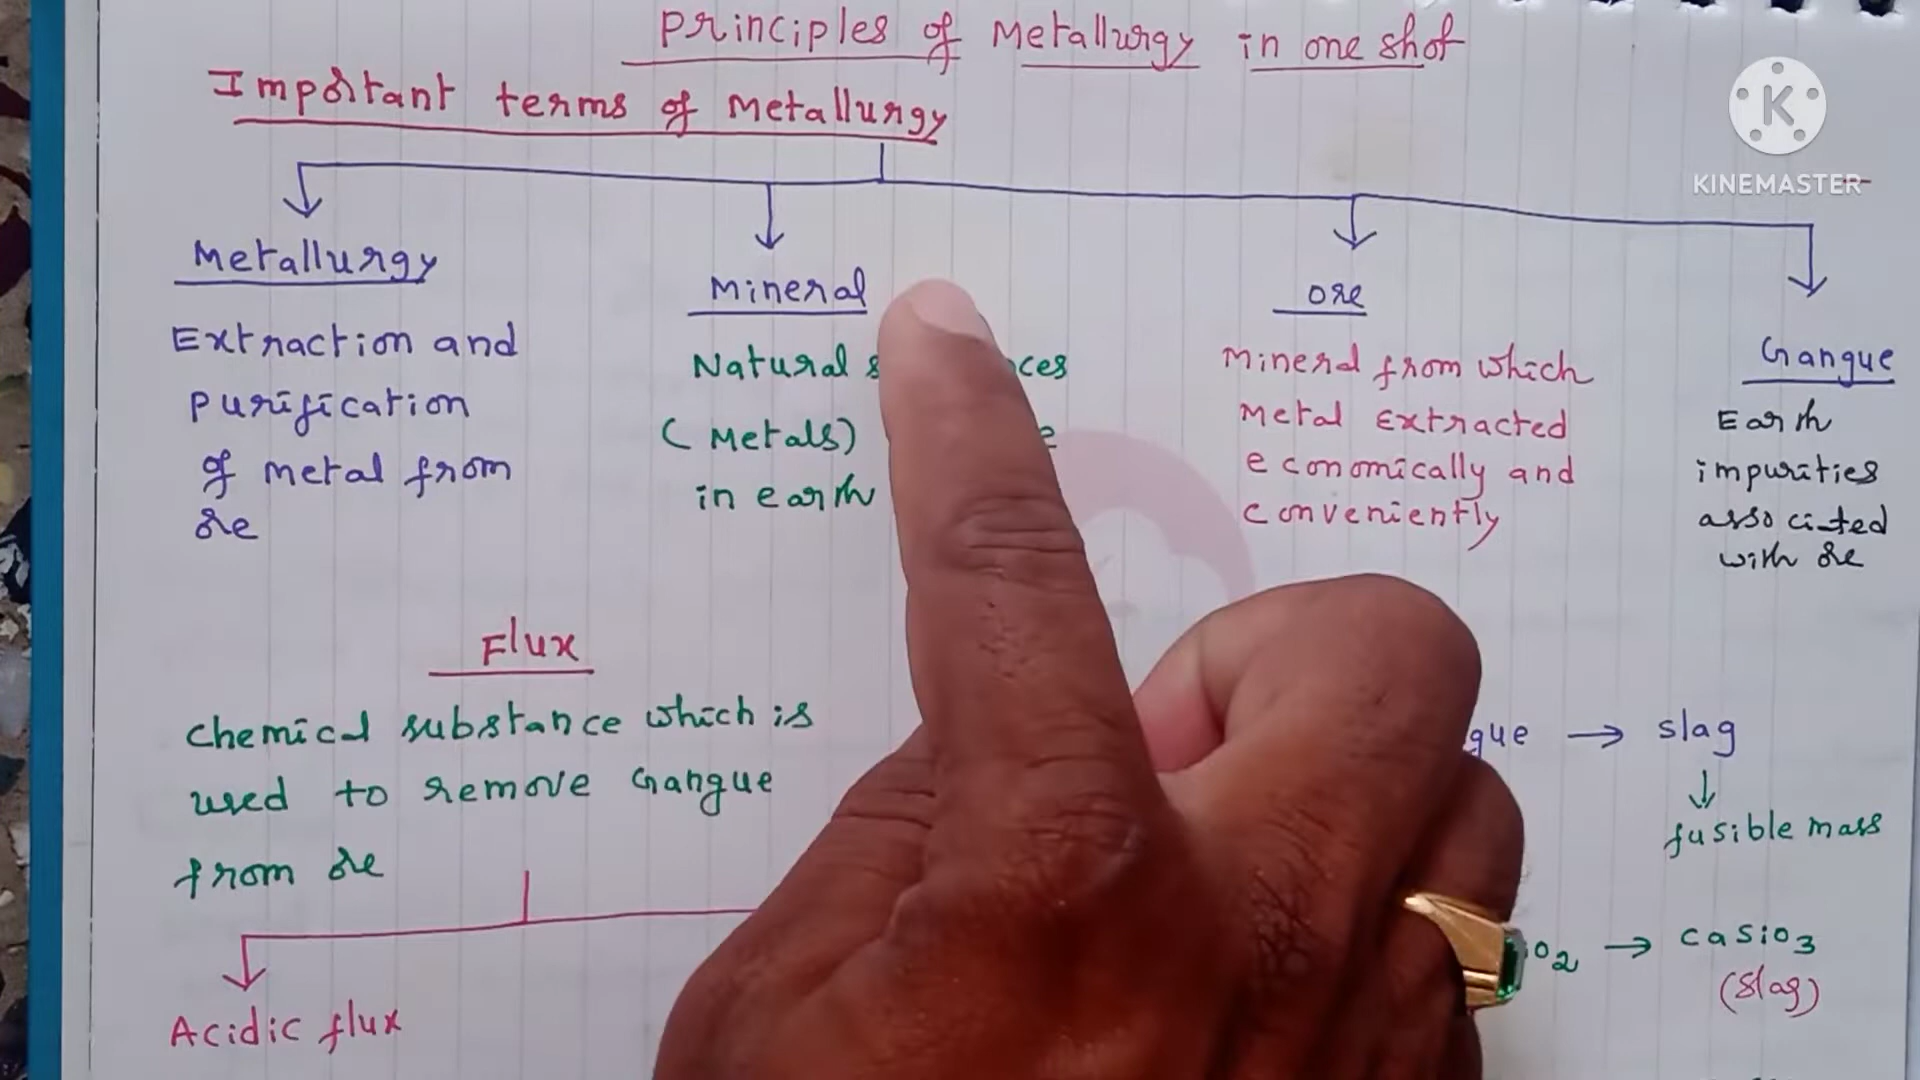 Principles of Metallurgy in one shot
Important terms of Metallurgy
KINEMASTER
Metallurgy
Extraction and
purification
of metal from
ore
Mineral
Natural
(Metals)
in earth
ore
Mineral from which
Metal Extracted
economically and
conveniently
Gangue
Earth
impurities
associted
with ore
Flux
chemical substance which is
used to remove Gangue
from ore
Acidic flux
gue → slag
↓
fusible mass
O2 → CaSiO3
(slag)